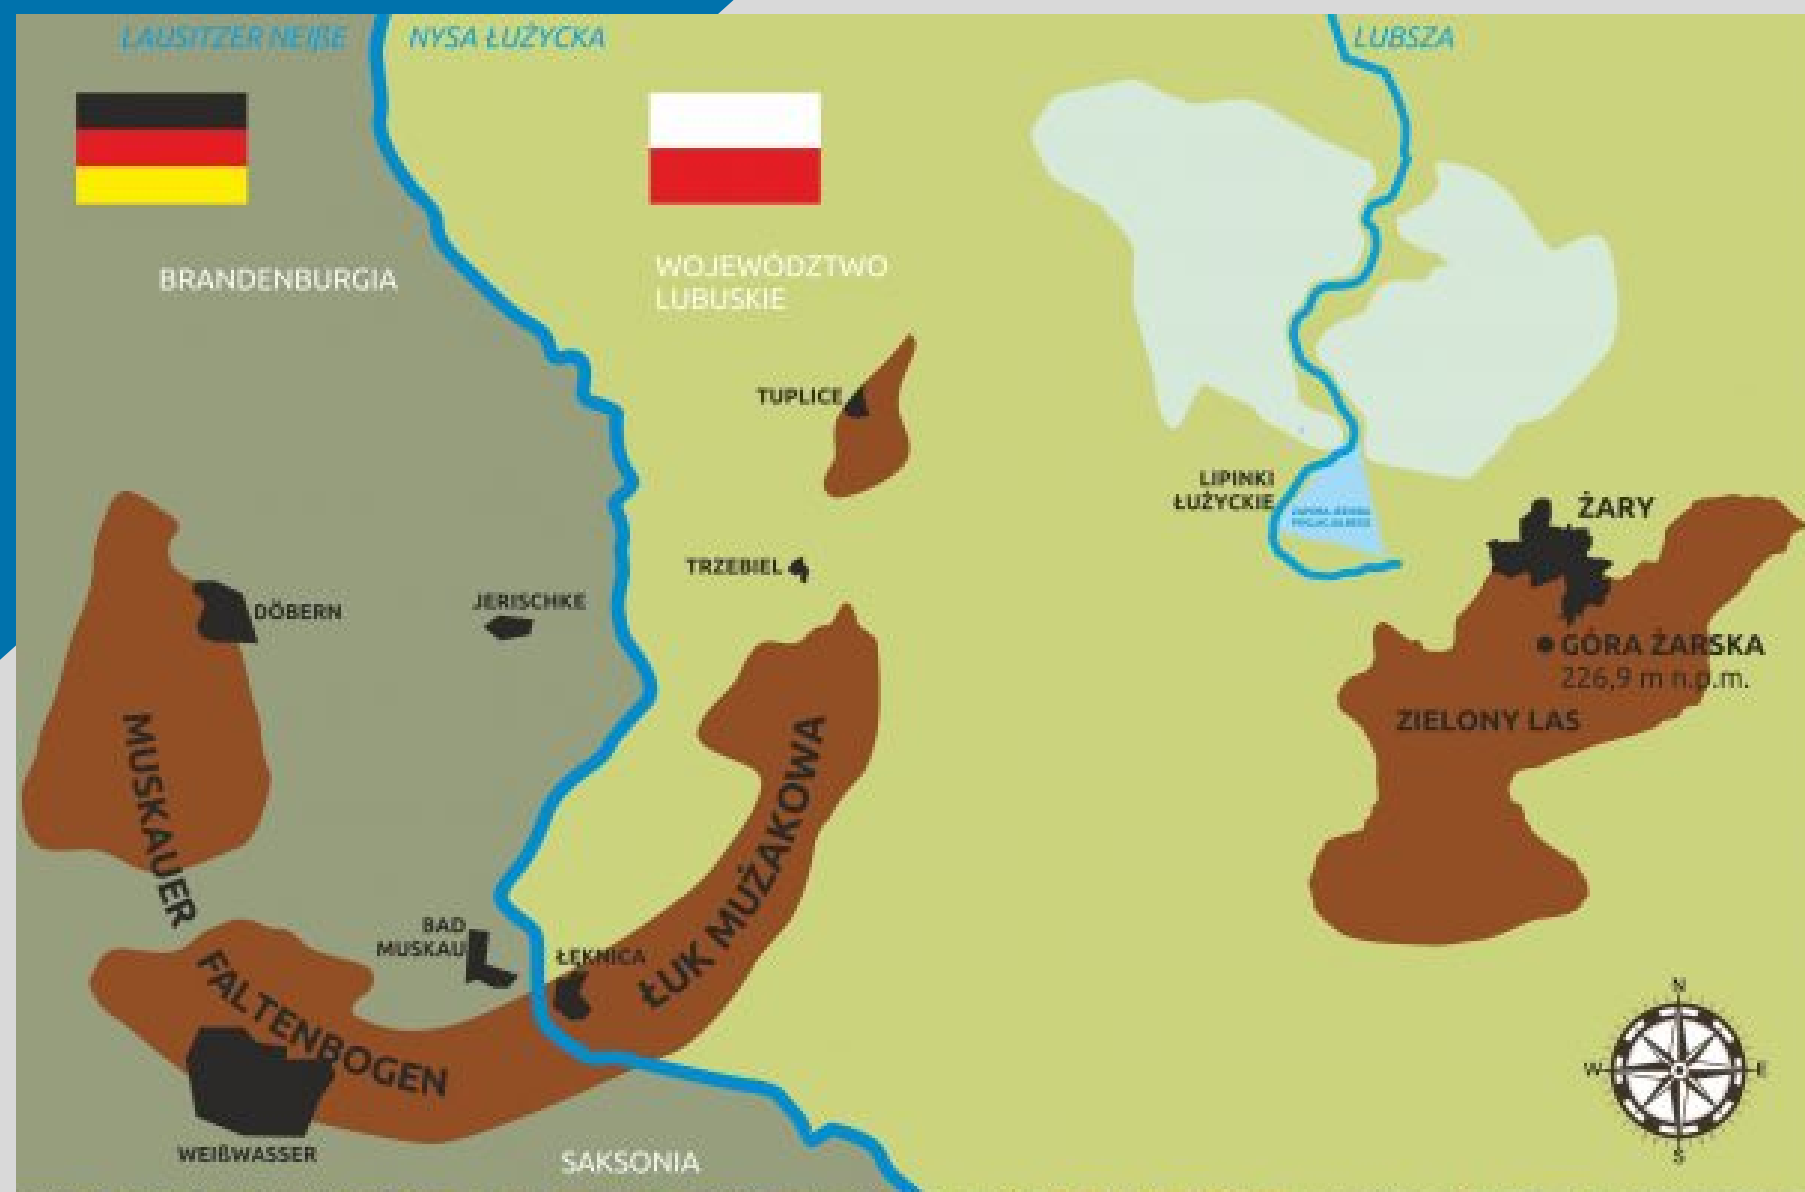 LAUSITZER NEIßE
NYSA ŁUŻYCKA
LUBSZA
BRANDENBURGIA
WOJEWÓDZTWO
LUBUSKIE
TUPLICE
LIPINKI
ŁUŻYCKIE
ŻARY
TRZEBIEL
DÖBERN
JERISCHKE
GÓRA ŻARSKA
226,9 m n.p.m.
ZIELONY LAS
MUSKAUER
FALTENBOGEN
ŁUK MUŻAKOWA
BAD
MUSKAU
ŁĘKNICA
WEIßWASSER
SAKSONIA
N
W
E
S